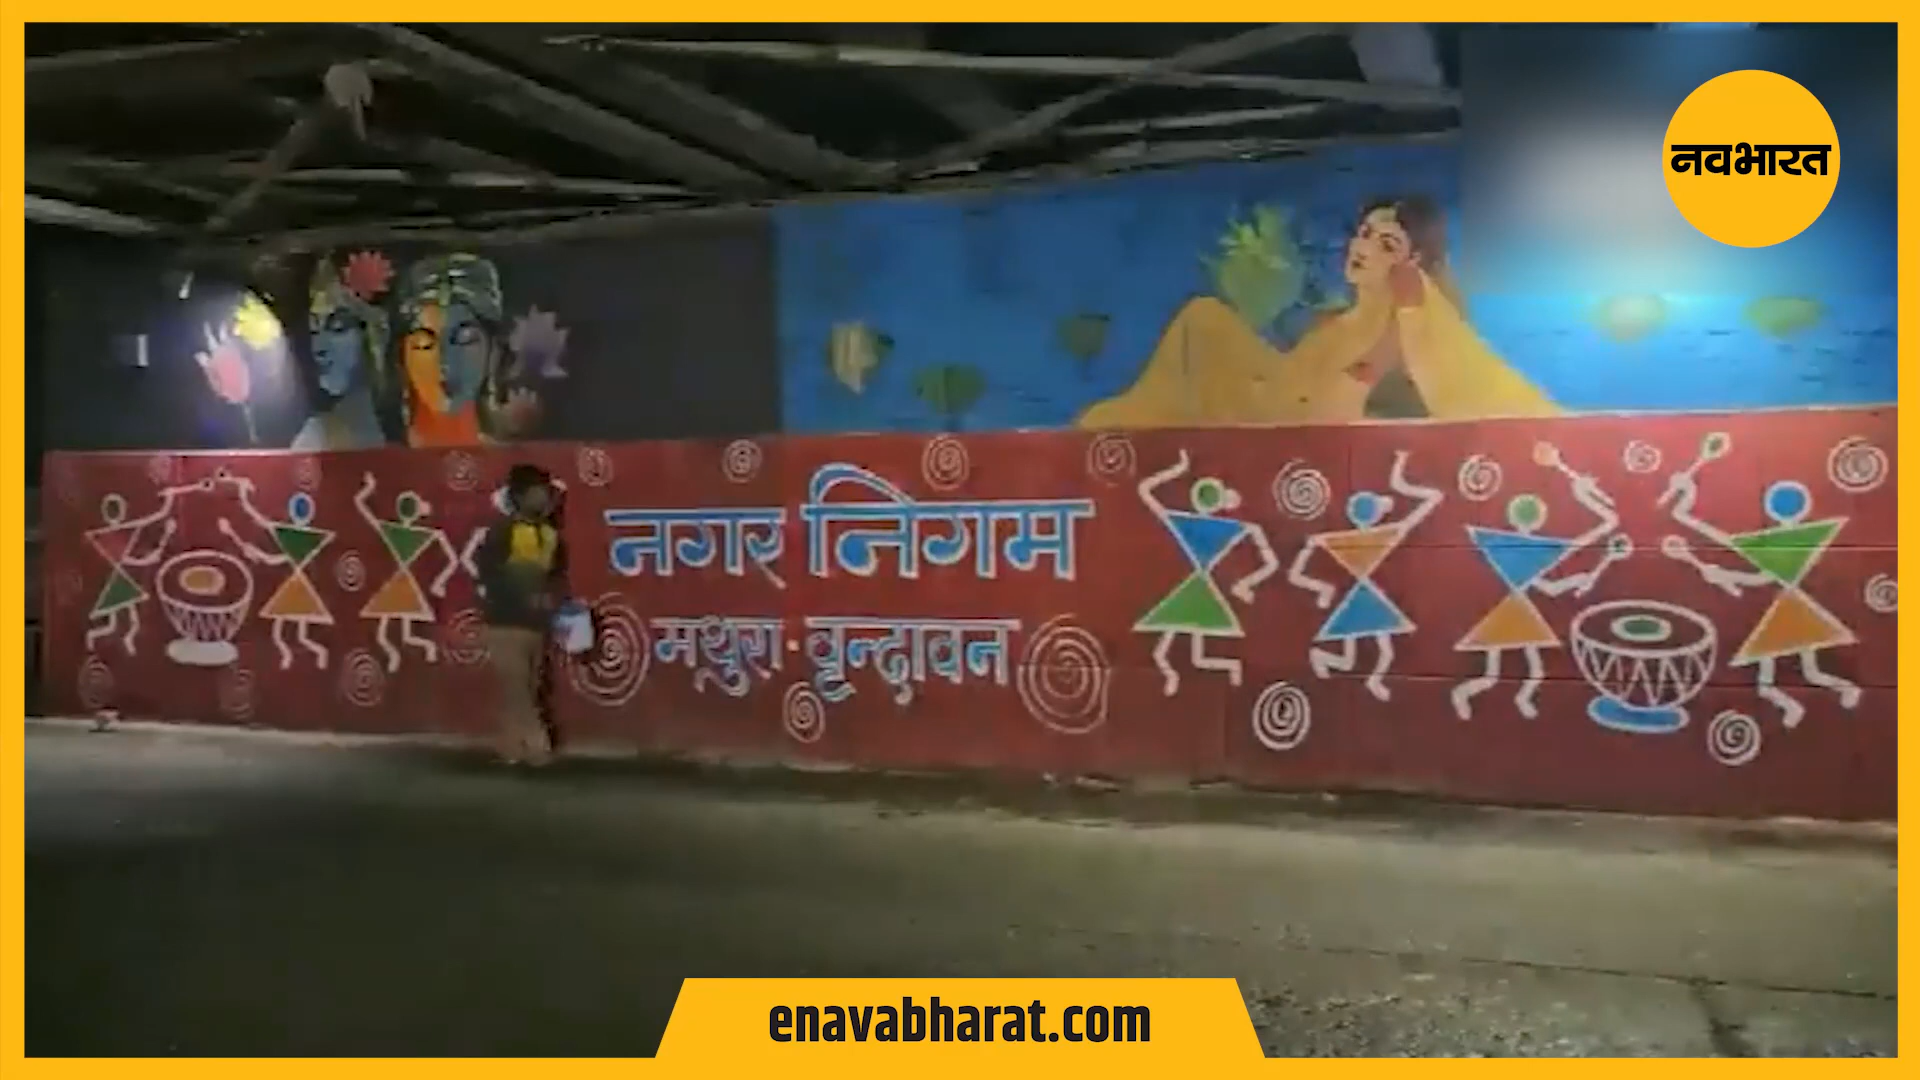 नवभारत
नगर निगम
मथुरा · वृन्दावन
enavabharat.com